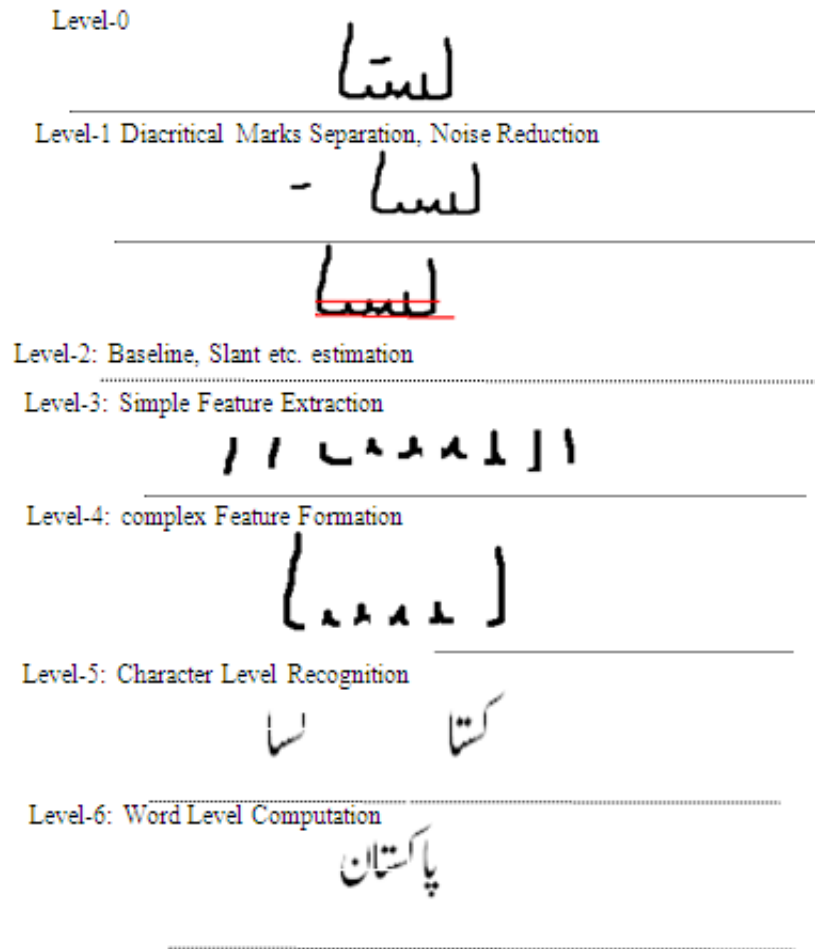 Level-0
لستا
Level-1 Diacritical Marks Separation, Noise Reduction
لسا
Level-2: Baseline, Slant etc. estimation
Level-3: Simple Feature Extraction
Level-4: complex Feature Formation
Level-5: Character Level Recognition
لسا کستا
Level-6: Word Level Computation
پاکستان